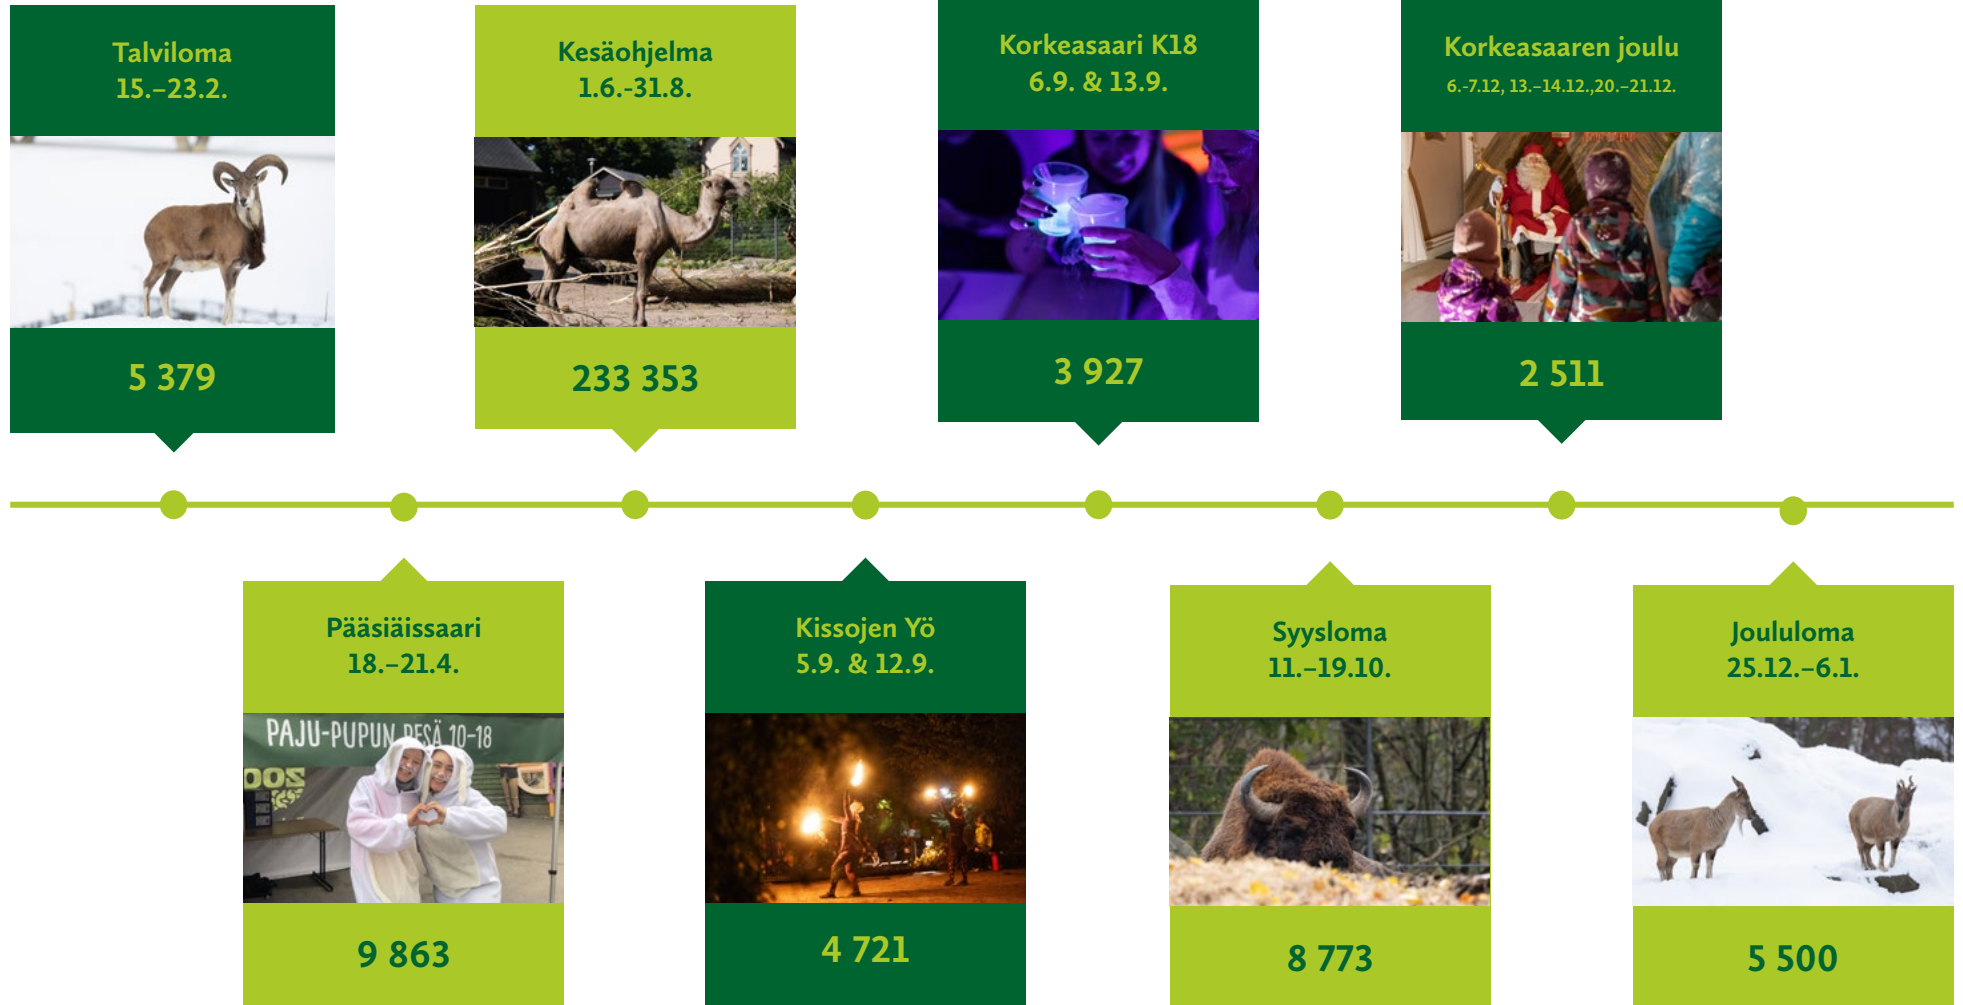 Talviloma
15.–23.2.
5 379
Kesäohjelma
1.6.-31.8.
233 353
Korkeasaari K18
6.9. & 13.9.
3 927
Korkeasaaren joulu
6.-7.12, 13.–14.12.,20.–21.12.
2 511
Pääsiäissaari
18.–21.4.
PAJU-PUPUN PESÄ 10-18
9 863
Kissojen Yö
5.9. & 12.9.
4 721
Syysloma
11.–19.10.
8 773
Joululoma
25.12.–6.1.
5 500